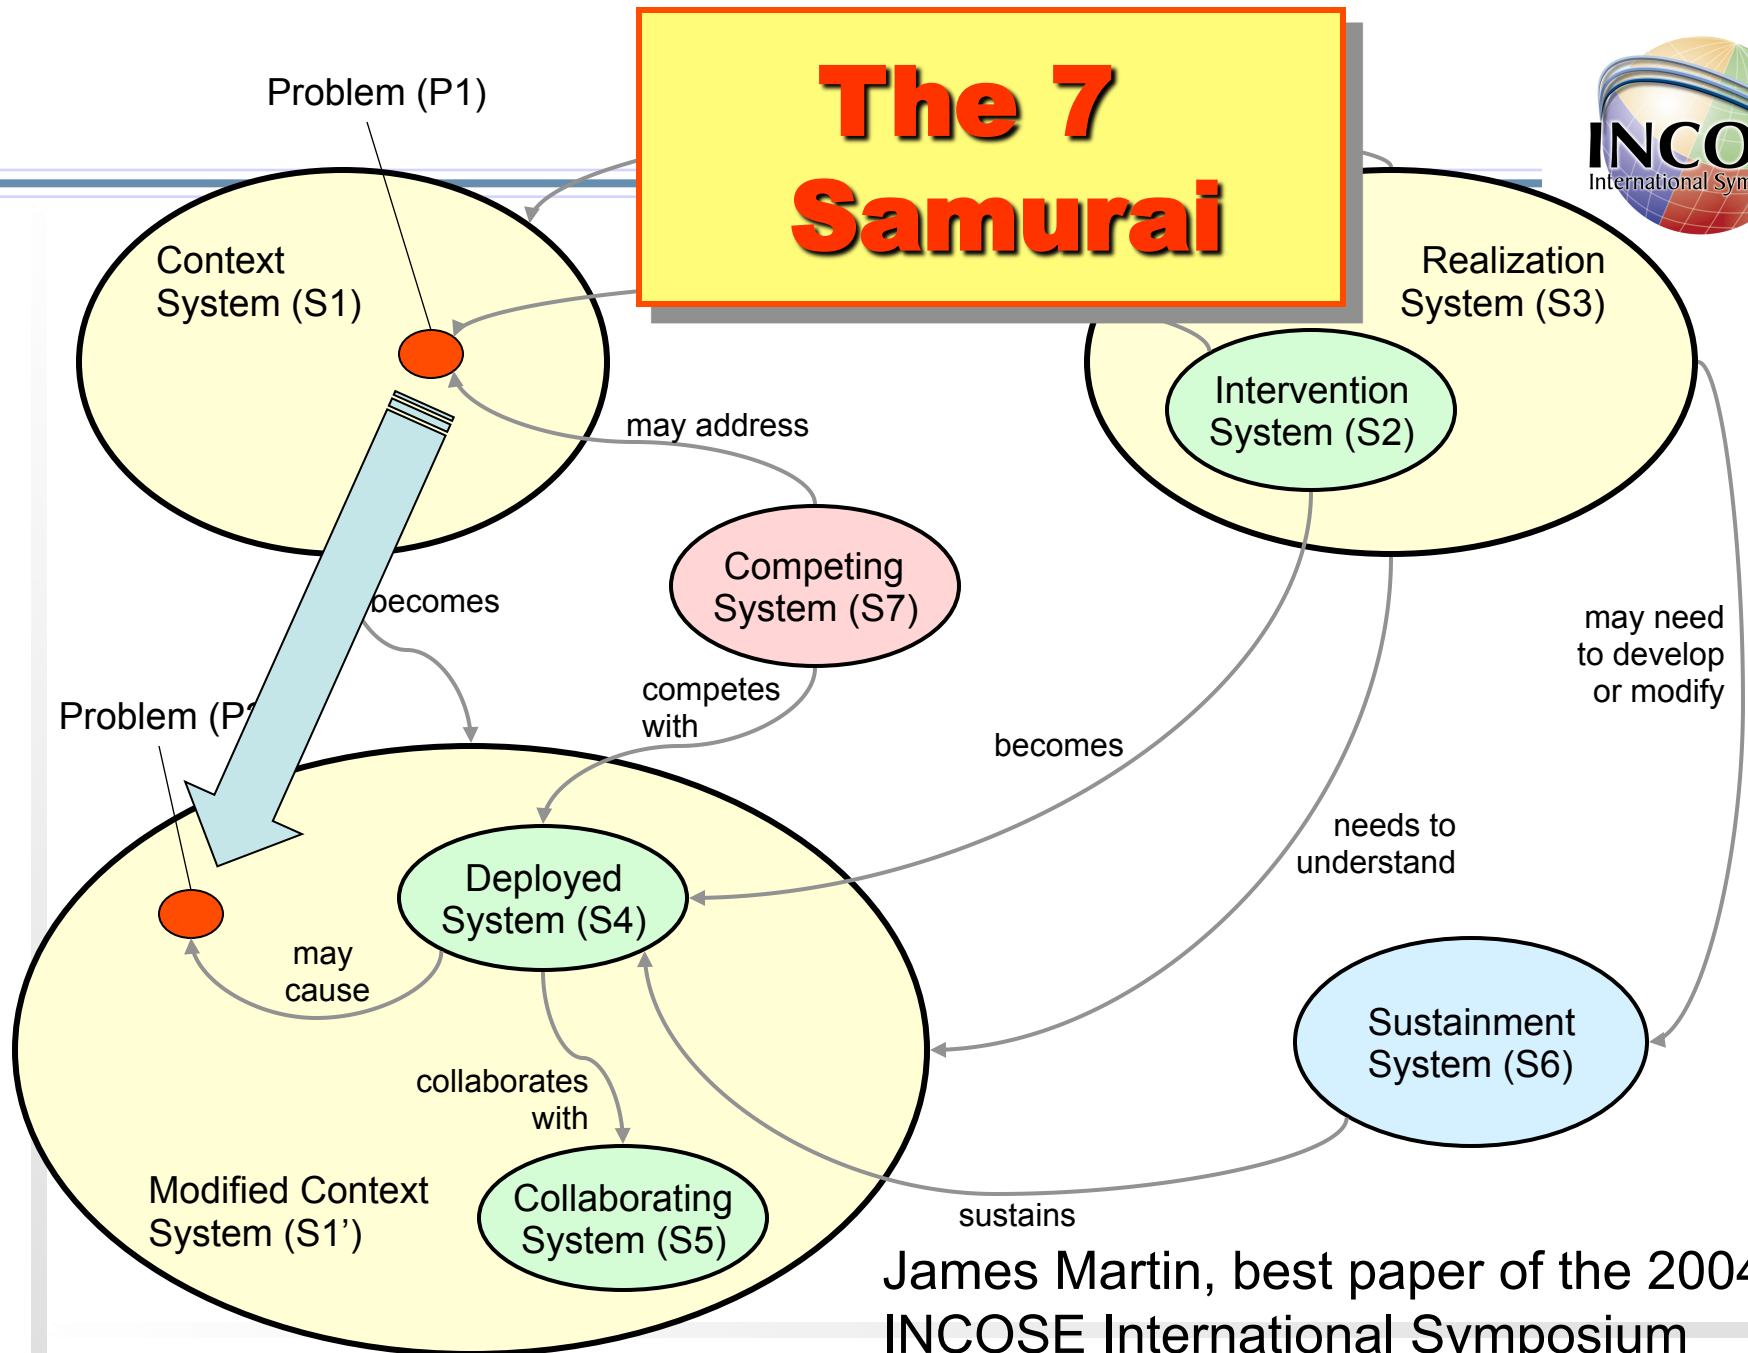 The 7
Samurai
Problem (P1)
International
Context
System (S1)
Realization
System (S3)
Intervention
System (S2)
may address
Competing
System (S7)
becomes
may need
to develop
or modify
competes
with
Problem
becomes
needs to
understand
Deployed
System (S4)
may
cause
Sustainment
System (S6)
collaborates
with
Modified Context
System (S1’)
Collaborating
System (S5)
sustains
James Martin, best paper of the 2004
INCOSE International Symposium